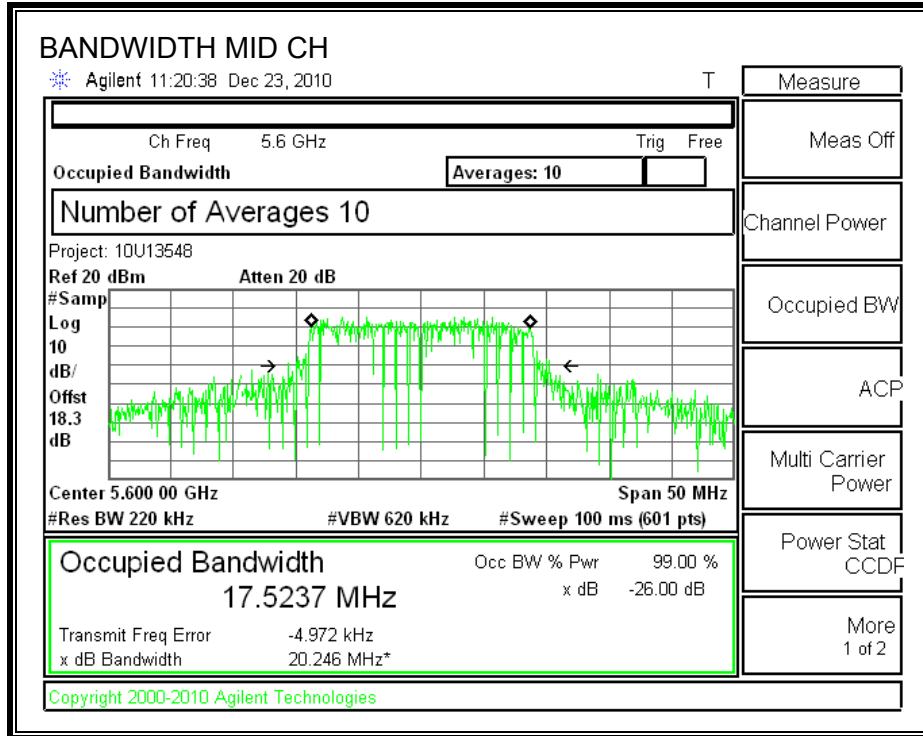 BANDWIDTH MID CH
Agilent 11:20:38 Dec 23, 2010 T
Ch Freq 5.6 GHz Trig Free
Occupied Bandwidth Averages: 10
Number of Averages 10
Project: 10U13548
Ref 20 dBm Atten 20 dB
#Samp
Log
10
dB/
Offst
18.3
dB
Center 5.600 00 GHz Span 50 MHz
#Res BW 220 kHz #VBW 620 kHz #Sweep 100 ms (601 pts)
Occupied Bandwidth Occ BW % Pwr 99.00 %
17.5237 MHz x dB -26.00 dB
Transmit Freq Error -4.972 kHz
x dB Bandwidth 20.246 MHz*
Copyright 2000-2010 Agilent Technologies
Measure
Meas Off
Channel Power
Occupied BW
ACP
Multi Carrier
Power
Power Stat
CCDF
More
1 of 2